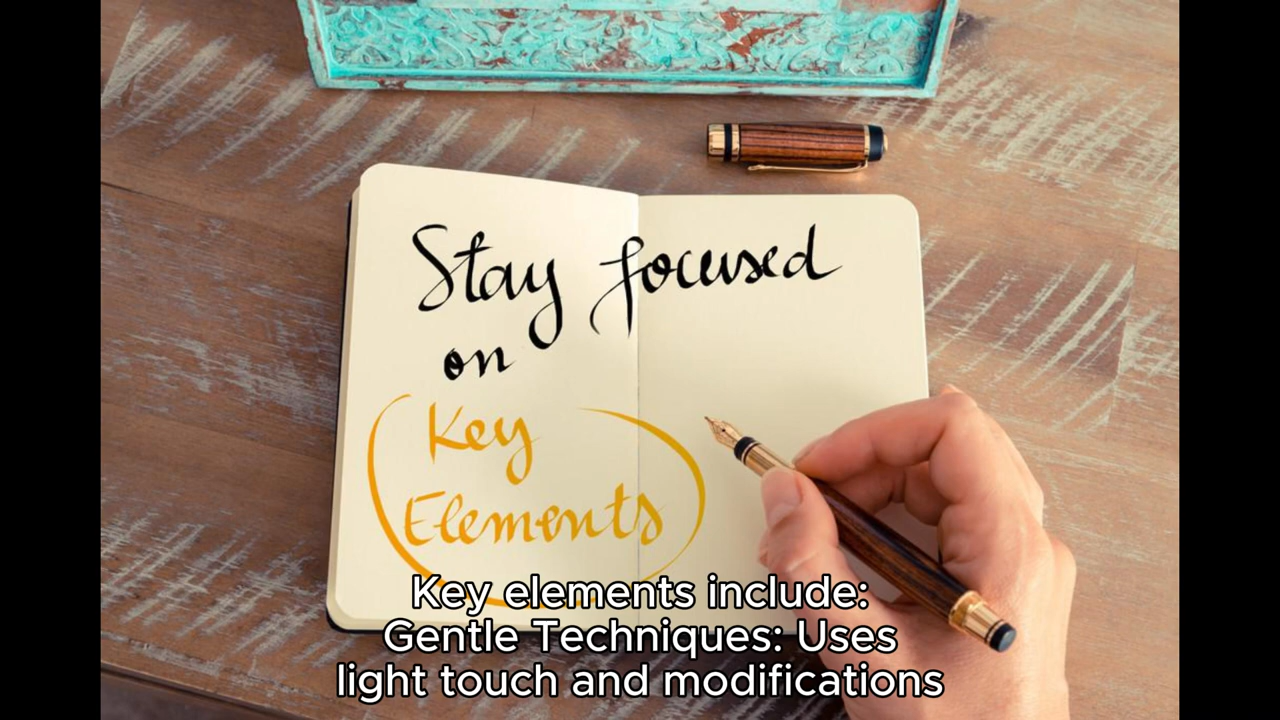 Stay focused
on
Key
Elements
Key elements include:
Gentle Techniques: Uses
light touch and modifications